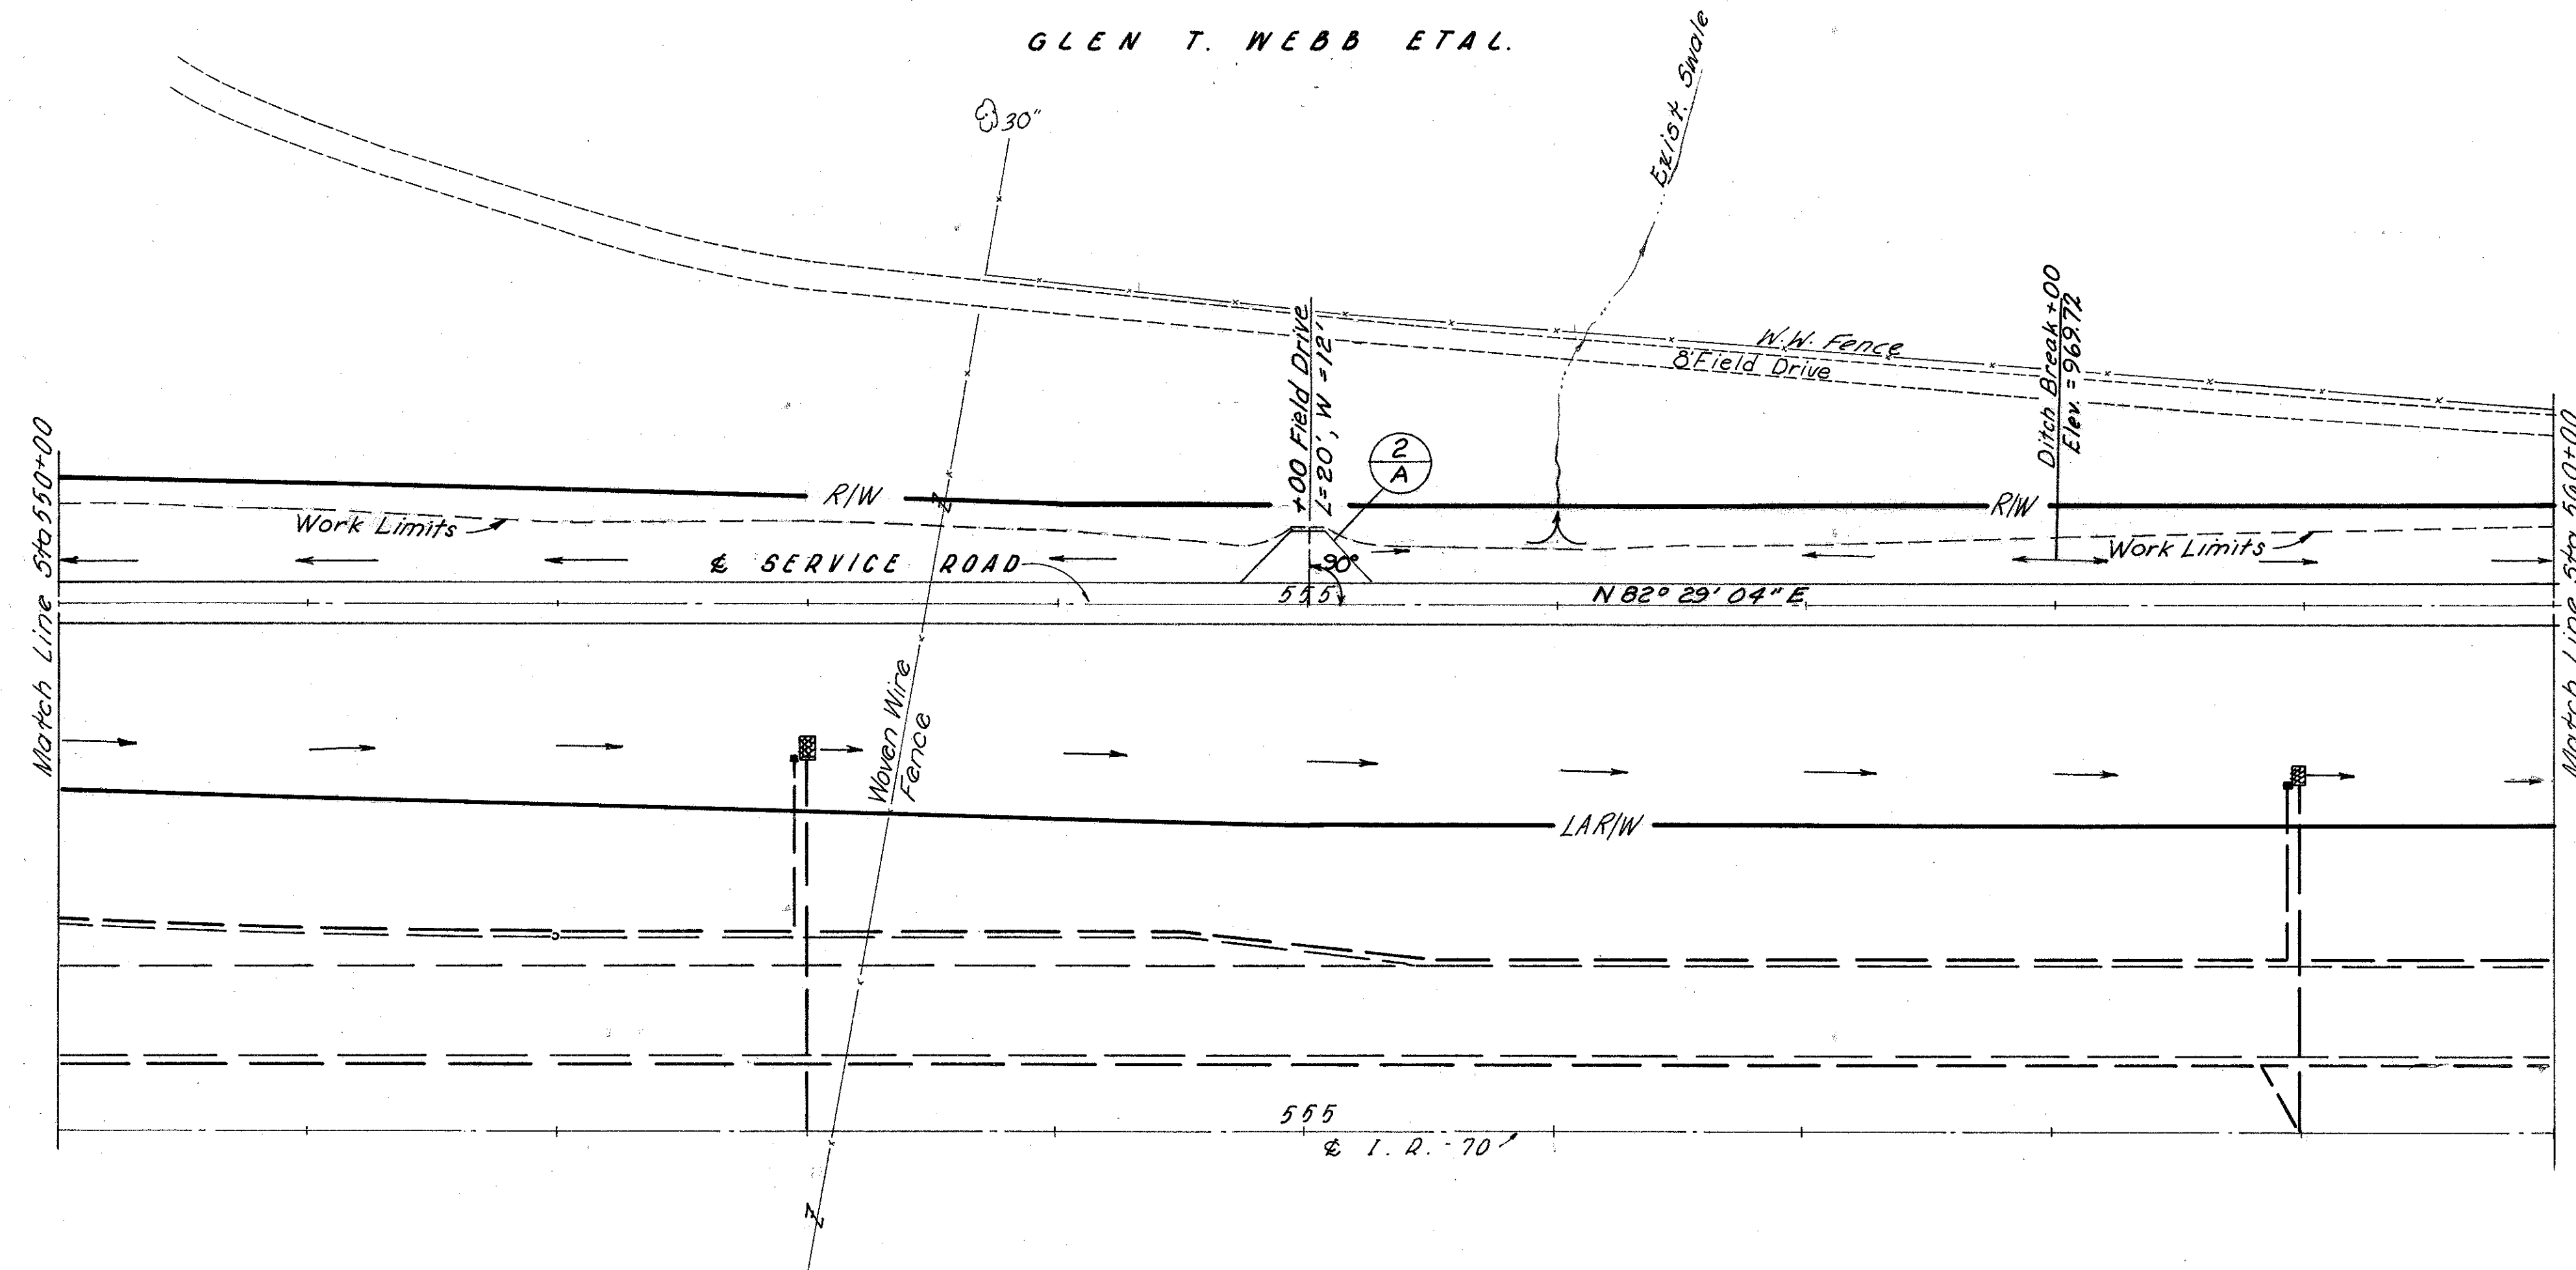 GLEN T. WEBB ETAL.
30"
Exist. Swale
+00 Field Drive
L=20', W=12'
Ditch Break +00
Elev. = 969.72
W.W. Fence
8' Field Drive
2
A
Match Line Sta 550+00
R/W
R/W
Work Limits
Work Limits
℄ SERVICE ROAD
90°
555
N 82° 29' 04" E
Match Line Sta 560+00
Woven Wire
Fence
LA R/W
555
℄ I.R.-70